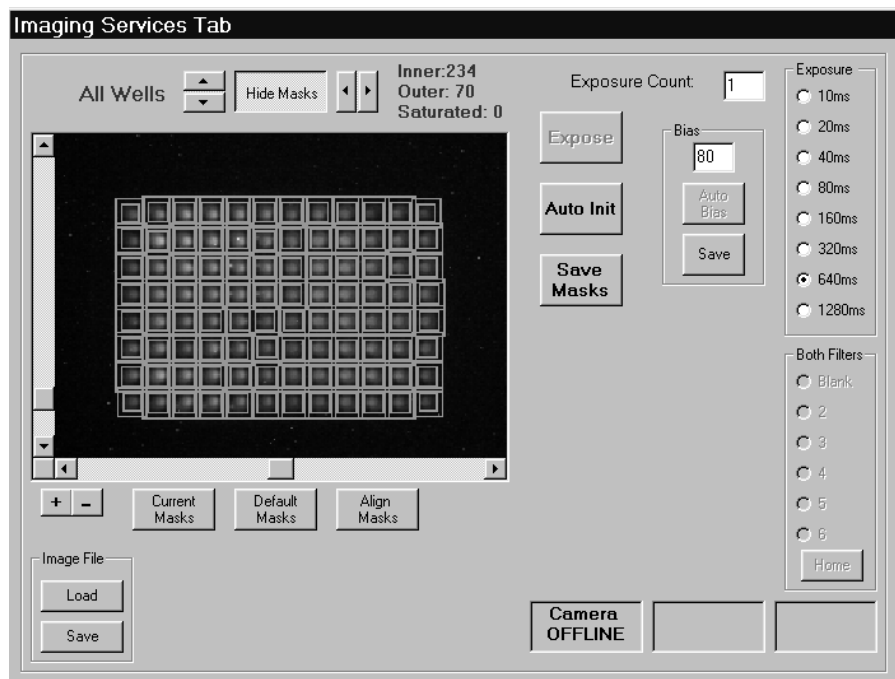 Imaging Services Tab
All Wells
Hide Masks
Inner:234
Outer: 70
Saturated: 0
Exposure Count:
1
Expose
Auto Init
Save
Masks
Bias
80
Auto
Bias
Save
Exposure
10ms
20ms
40ms
80ms
160ms
320ms
640ms
1280ms
Both Filters
Blank
2
3
4
5
6
Home
+
-
Current
Masks
Default
Masks
Align
Masks
Image File
Load
Save
Camera
OFFLINE